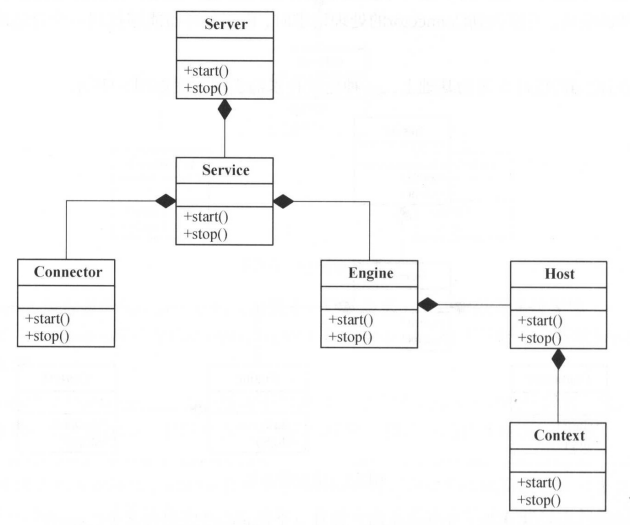 Server
+start()
+stop()
Service
+start()
+stop()
Connector
+start()
+stop()
Engine
+start()
+stop()
Host
+start()
+stop()
Context
+start()
+stop()